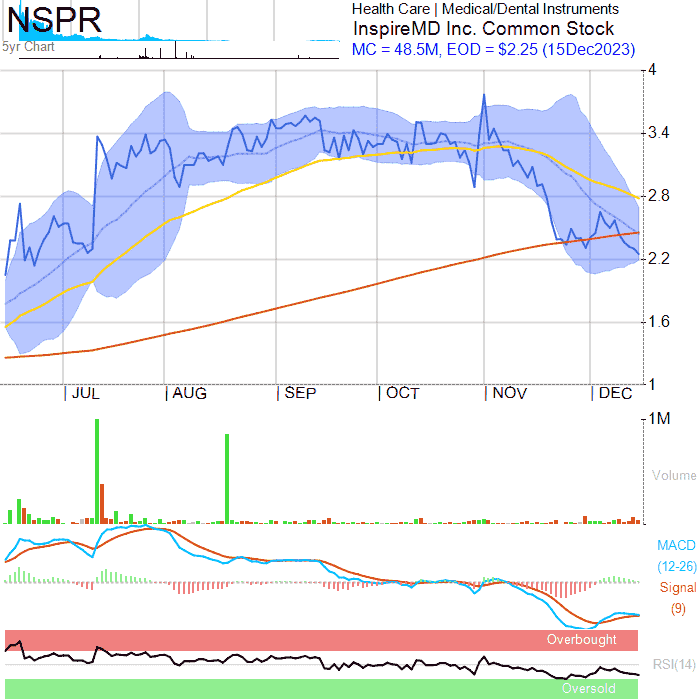 NSPR
5yr Chart
Health Care | Medical/Dental Instruments
InspireMD Inc. Common Stock
MC = 48.5M, EOD = $2.25 (15Dec2023)
4
3.4
2.8
2.2
1.6
1
JUL AUG SEP OCT NOV DEC
1M
Volume
MACD
(12-26)
Signal
(9)
Overbought
RSI(14)
Oversold